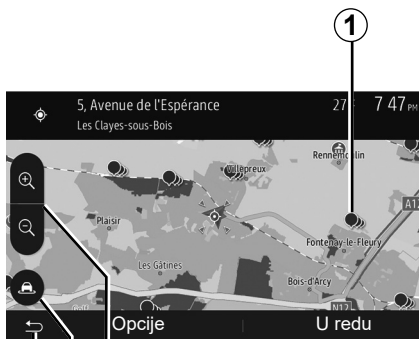 1
5, Avenue de l'Espérance
27° 7 47 PM
Les Clayes-sous-Bois
Rennemoulin
Villepreux
A12
Plaisir
Fontenay-le-Fleury
Les Gâtines
Bois-d'Arcy
N12
Opcije
U redu